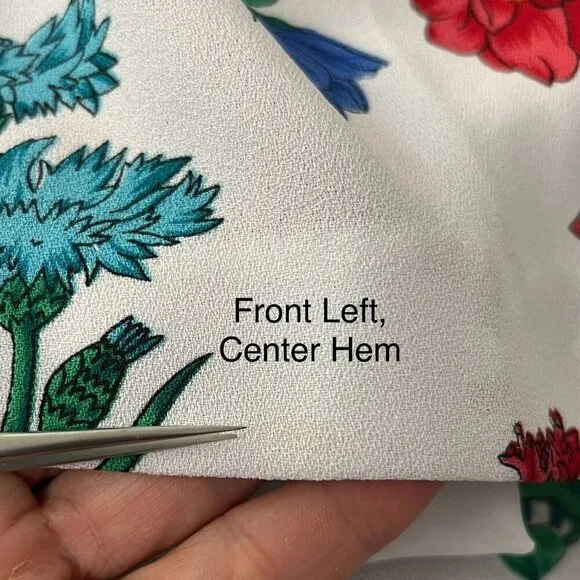 Front Left,
Center Hem